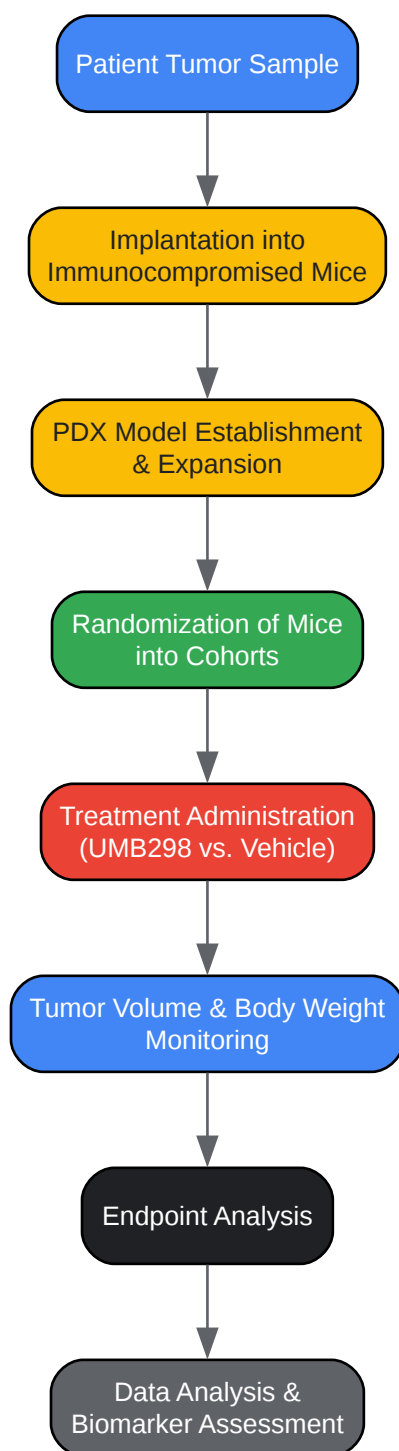 Patient Tumor Sample
Implantation into
Immunocompromised Mice
PDX Model Establishment
& Expansion
Randomization of Mice
into Cohorts
Treatment Administration
(UMB298 vs. Vehicle)
Tumor Volume & Body Weight
Monitoring
Endpoint Analysis
Data Analysis &
Biomarker Assessment